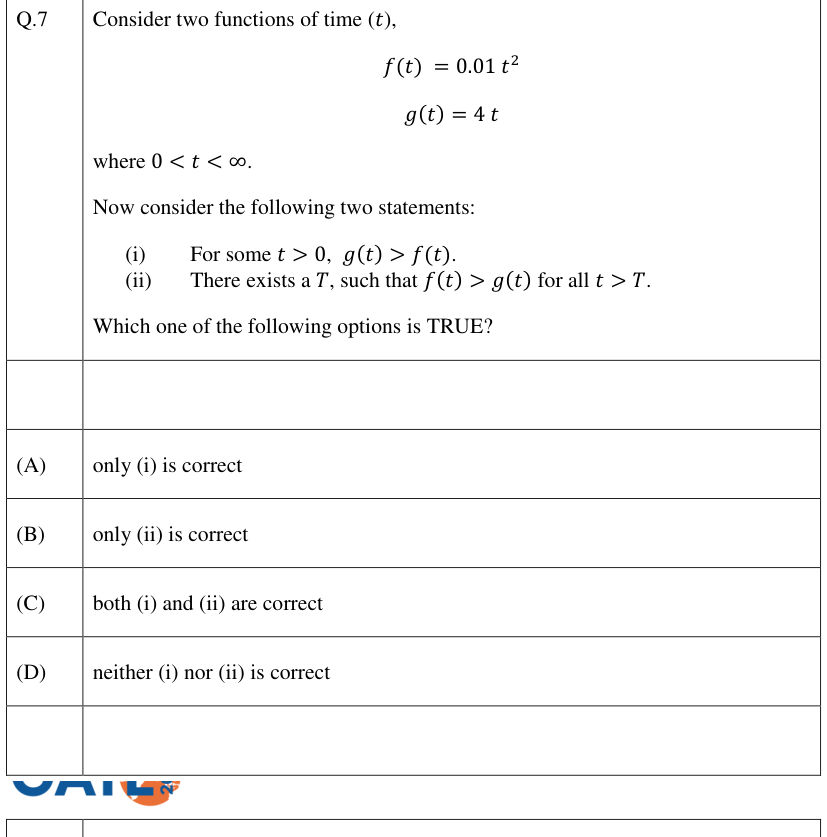 Q.7 Consider two functions of time (t),
f(t) = 0.01 t²
g(t) = 4 t
where 0 < t < ∞.
Now consider the following two statements:
(i) For some t > 0, g(t) > f(t).
(ii) There exists a T, such that f(t) > g(t) for all t > T.
Which one of the following options is TRUE?
(A) only (i) is correct
(B) only (ii) is correct
(C) both (i) and (ii) are correct
(D) neither (i) nor (ii) is correct